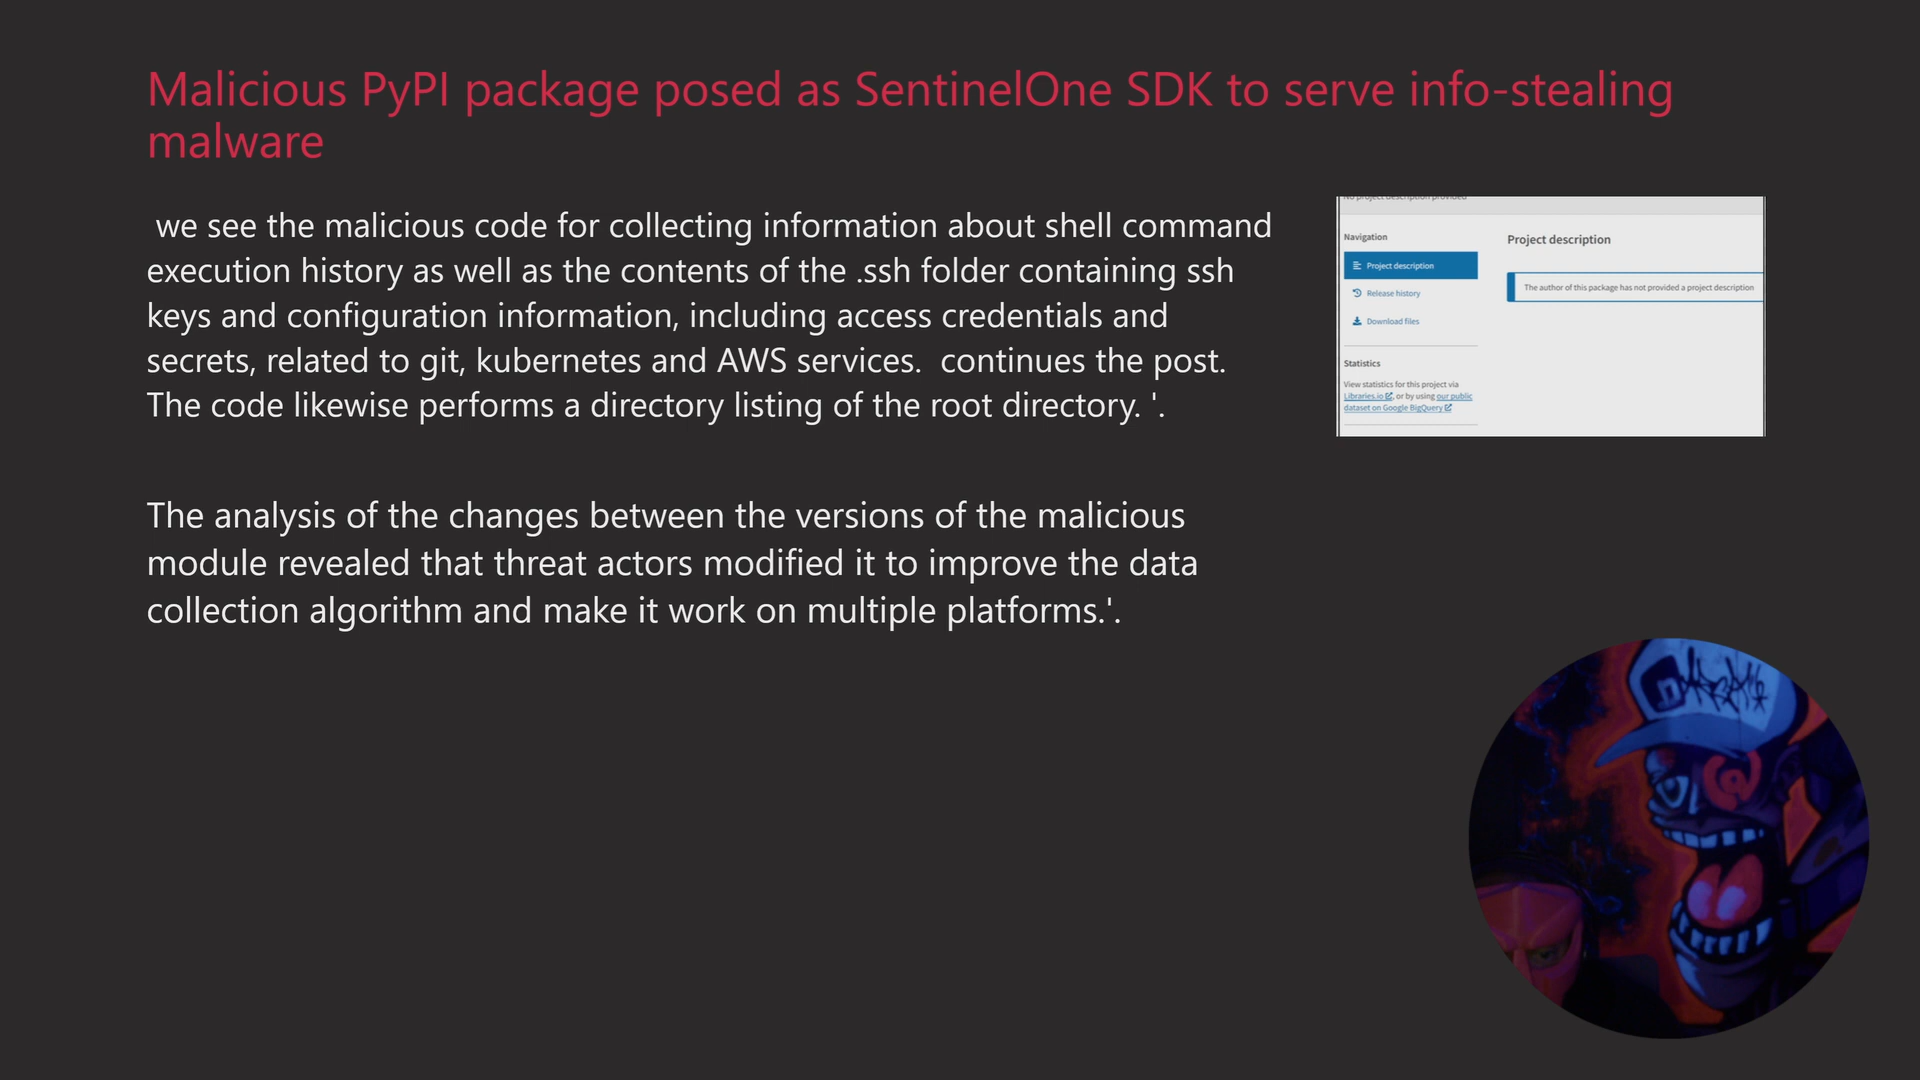 Malicious PyPI package posed as SentinelOne SDK to serve info-stealing
malware
we see the malicious code for collecting information about shell command
execution history as well as the contents of the .ssh folder containing ssh
keys and configuration information, including access credentials and
secrets, related to git, kubernetes and AWS services.  continues the post.
The code likewise performs a directory listing of the root directory. '.
The analysis of the changes between the versions of the malicious
module revealed that threat actors modified it to improve the data
collection algorithm and make it work on multiple platforms.'.
No project description provided
Navigation
Project description
Release history
Download files
Statistics
View statistics for this project via
Libraries.io, or by using our public
dataset on Google BigQuery
Project description
The author of this package has not provided a project description